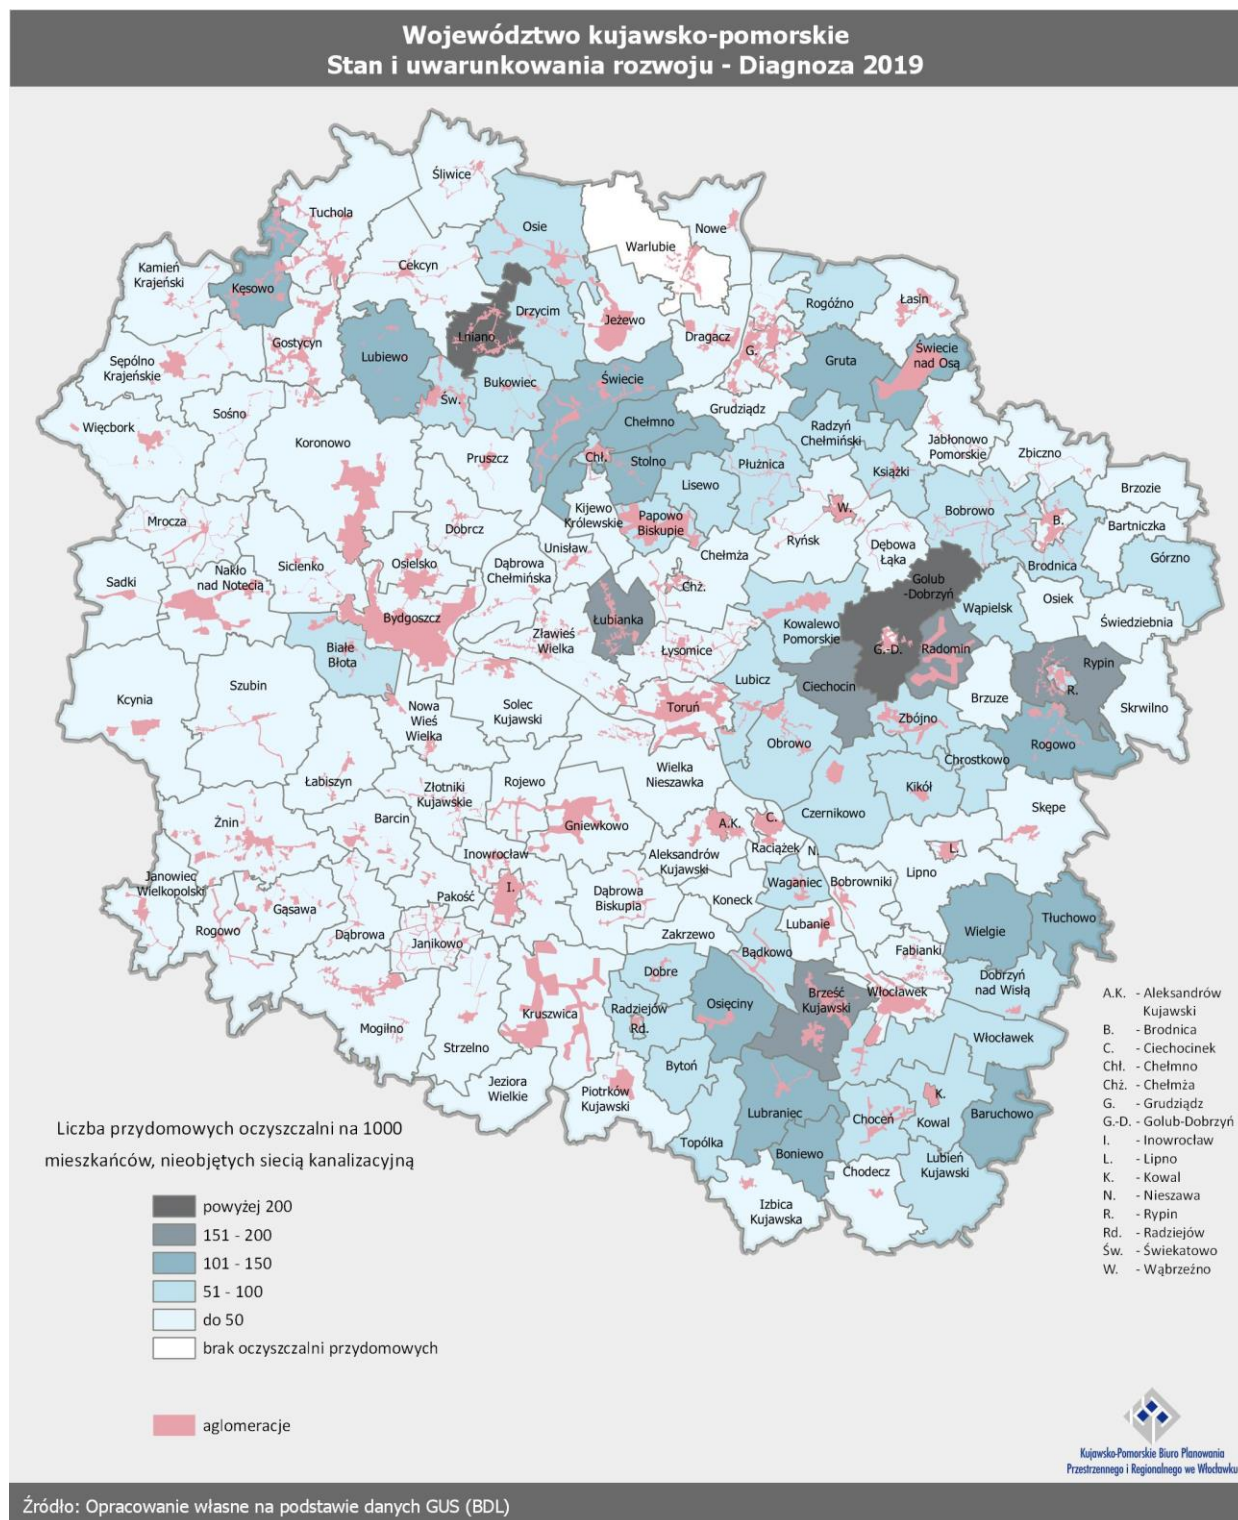 Województwo kujawsko-pomorskie
Stan i uwarunkowania rozwoju - Diagnoza 2019
Śliwice
Tuchola
Osie
Nowe
Warlubie
Kamień
Krajeński
Cekcyn
Kęsowo
Rogóźno
Łasin
Drzycim
Jeżewo
Lniano
Dragacz
Gostycyn
Lubiewo
G.
Gruta
Świecie
nad Osą
Sępólno
Krajeńskie
Bukowiec
Świecie
Św.
Grudziądz
Sośno
Więcbork
Chełmno
Radzyń
Chełmiński
Jabłonowo
Pomorskie
Koronowo
Zbiczno
Pruszcz
Chł.
Stolno
Płużnica
Książki
Lisewo
Brzozie
Kijewo
Królewskie
Papowo
Biskupie
W.
Bobrowo
B.
Mrocza
Dobrcz
Bartniczka
Ryńsk
Dębowa
Łąka
Unisław
Chełmża
Górzno
Sicienko
Osielsko
Dąbrowa
Chełmińska
Nakło
nad Notecią
Brodnica
Sadki
Chż.
Golub
-Dobrzyń
Osiek
Wąpielsk
Bydgoszcz
Łubianka
Kowalewo
Pomorskie
Świedziebnia
Zławieś
Wielka
Białe
Błota
Łysomice
G.-D.
Radomin
Rypin
Lubicz
Ciechocin
R.
Kcynia
Szubin
Brzuze
Skrwilno
Nowa
Wieś
Wielka
Solec
Kujawski
Toruń
Zbójno
Obrowo
Rogowo
Chrostkowo
Wielka
Nieszawka
Łabiszyn
Złotniki
Kujawskie
Rojewo
Kikół
Skępe
Czernikowo
Żnin
Barcin
Gniewkowo
A.K.
C.
Inowrocław
Aleksandrów
Kujawski
Raciążek
N.
L.
Lipno
Janowiec
Wielkopolski
I.
Pakość
Dąbrowa
Biskupia
Waganiec
Bobrowniki
Koneck
Gąsawa
Rogowo
Dąbrowa
Janikowo
Zakrzewo
Lubanie
Wielgie
Tłuchowo
Bądkowo
Fabianki
Dobre
Dobrzyń
nad Wisłą
Brześć
Kujawski
Włocławek
Osięciny
Radziejów
Rd.
Kruszwica
Mogilno
Strzelno
Włocławek
Bytoń
Jeziora
Wielkie
Piotrków
Kujawski
K.
Lubraniec
Choceń
Kowal
Baruchowo
Topólka
Boniewo
Chodecz
Lubień
Kujawski
Izbica
Kujawska
A.K. - Aleksandrów
Kujawski
B. - Brodnica
C. - Ciechocinek
Chł. - Chełmno
Chż. - Chełmża
G. - Grudziądz
G.-D. - Golub-Dobrzyń
I. - Inowrocław
L. - Lipno
K. - Kowal
N. - Nieszawa
R. - Rypin
Rd. - Radziejów
Św. - Świekatowo
W. - Wąbrzeźno
Liczba przydomowych oczyszczalni na 1000
mieszkańców, nieobjętych siecią kanalizacyjną
powyżej 200
151 - 200
101 - 150
51 - 100
do 50
brak oczyszczalni przydomowych
aglomeracje
Kujawsko-Pomorskie Biuro Planowania
Przestrzennego i Regionalnego we Włocławku
Źródło: Opracowanie własne na podstawie danych GUS (BDL)